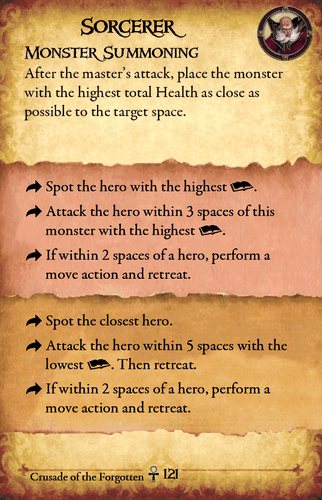 Sorcerer
Monster Summoning
After the master's attack, place the monster
with the highest total Health as close as
possible to the target space.
Spot the hero with the highest .
Attack the hero within 3 spaces of this
monster with the highest .
If within 2 spaces of a hero, perform a
move action and retreat.
Spot the closest hero.
Attack the hero within 5 spaces with the
lowest . Then retreat.
If within 2 spaces of a hero, perform a
move action and retreat.
Crusade of the Forgotten 121